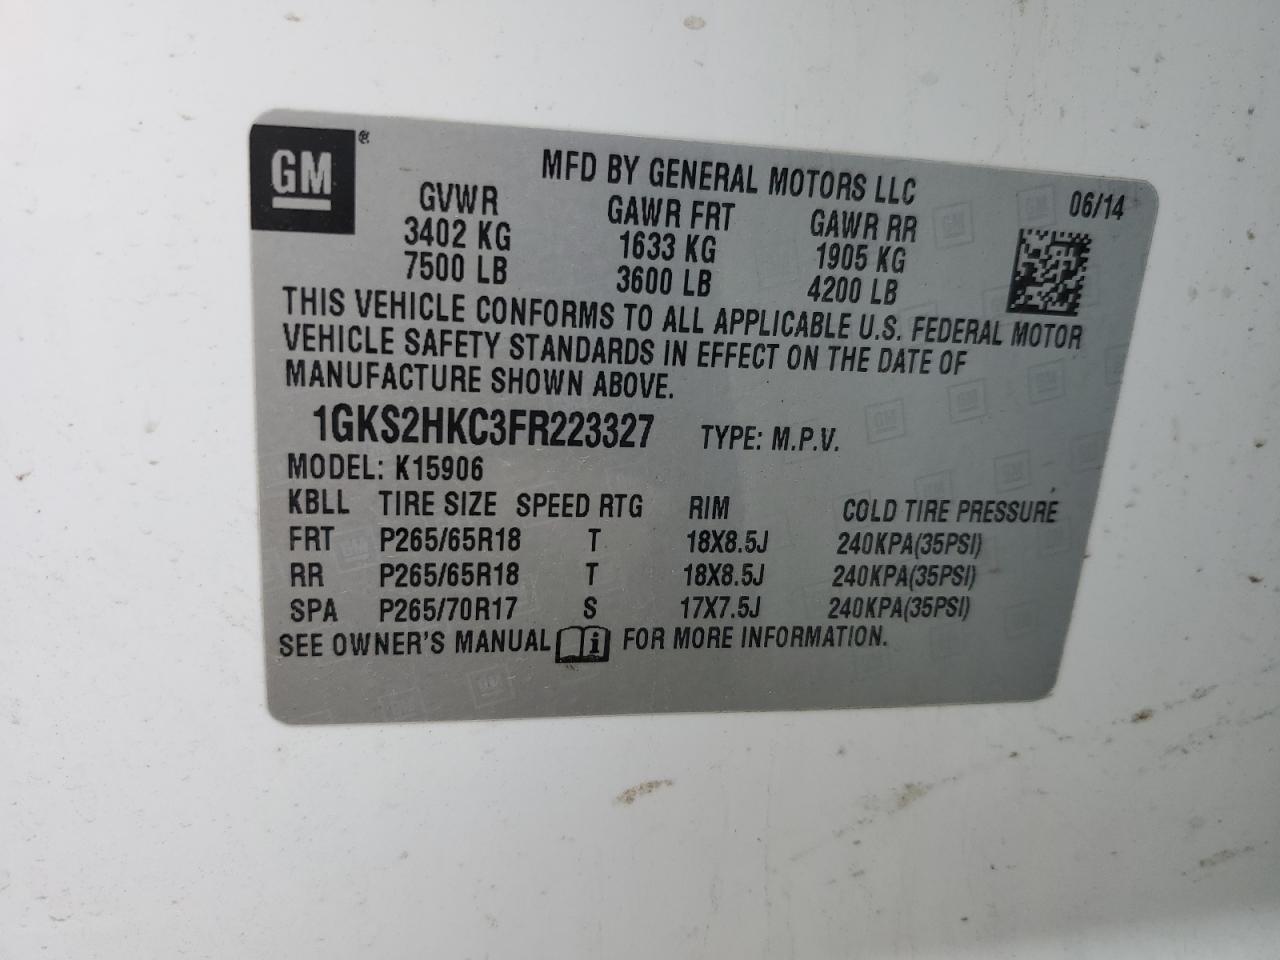 GM®
MFD BY GENERAL MOTORS LLC
06/14
GVWR GAWR FRT GAWR RR
3402 KG 1633 KG 1905 KG
7500 LB 3600 LB 4200 LB
THIS VEHICLE CONFORMS TO ALL APPLICABLE U.S. FEDERAL MOTOR
VEHICLE SAFETY STANDARDS IN EFFECT ON THE DATE OF
MANUFACTURE SHOWN ABOVE.
1GKS2HKC3FR223327 TYPE: M.P.V.
MODEL: K15906
KBLL TIRE SIZE SPEED RTG RIM COLD TIRE PRESSURE
FRT P265/65R18 T 18X8.5J 240KPA(35PSI)
RR P265/65R18 T 18X8.5J 240KPA(35PSI)
SPA P265/70R17 S 17X7.5J 240KPA(35PSI)
SEE OWNER'S MANUAL i FOR MORE INFORMATION.